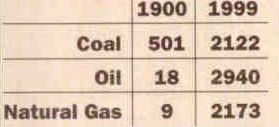 1900 1999
Coal 501 2122
Oil 18 2940
Natural Gas 9 2173